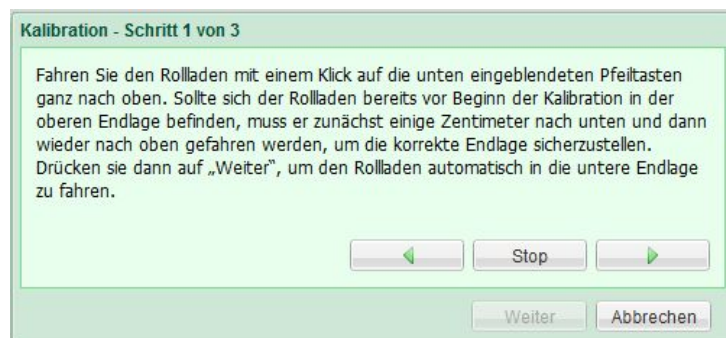 Kalibration - Schritt 1 von 3
Fahren Sie den Rollladen mit einem Klick auf die unten eingeblendeten Pfeiltasten
ganz nach oben. Sollte sich der Rollladen bereits vor Beginn der Kalibration in der
oberen Endlage befinden, muss er zunächst einige Zentimeter nach unten und dann
wieder nach oben gefahren werden, um die korrekte Endlage sicherzustellen.
Drücken sie dann auf „Weiter“, um den Rollladen automatisch in die untere Endlage
zu fahren.
Stop
Weiter Abbrechen